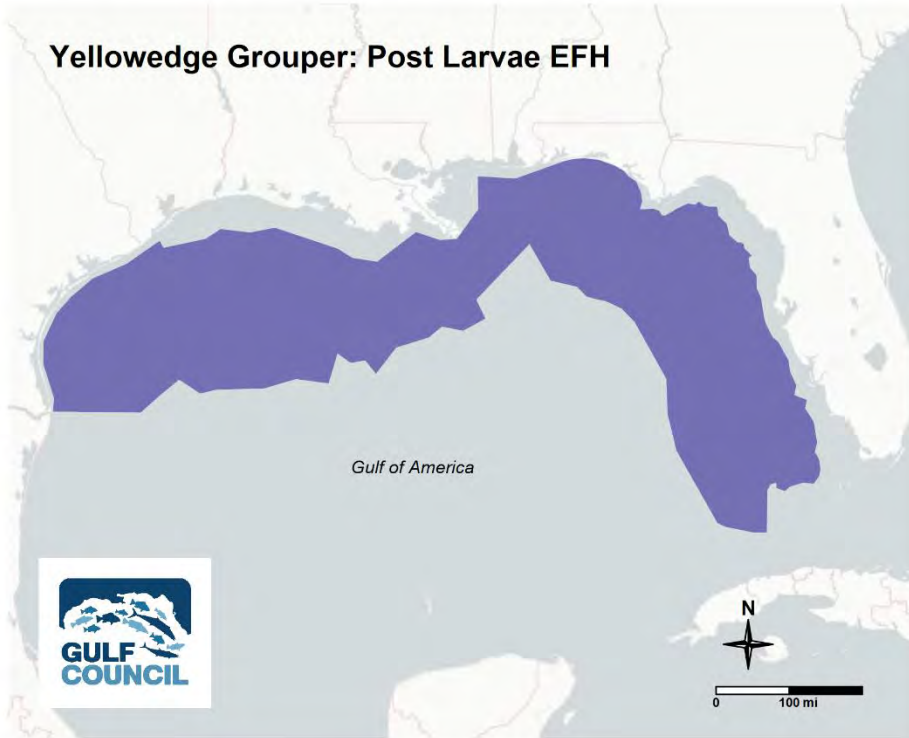 Yellowedge Grouper: Post Larvae EFH
Gulf of America
GULF
COUNCIL
N
0 100 mi